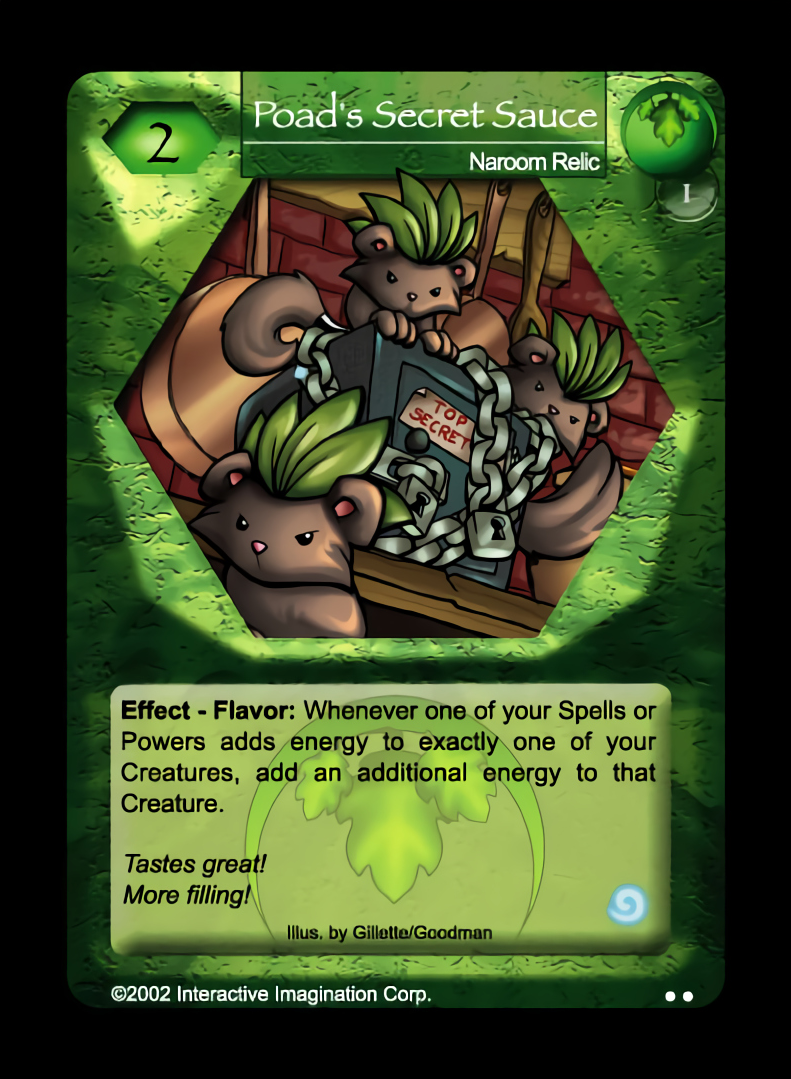 2
Poad's Secret Sauce
Naroom Relic
I
TOP
SECRET
Effect - Flavor: Whenever one of your Spells or
Powers adds energy to exactly one of your
Creatures, add an additional energy to that
Creature.
Tastes great!
More filling!
Illus. by Gillette/Goodman
©2002 Interactive Imagination Corp.